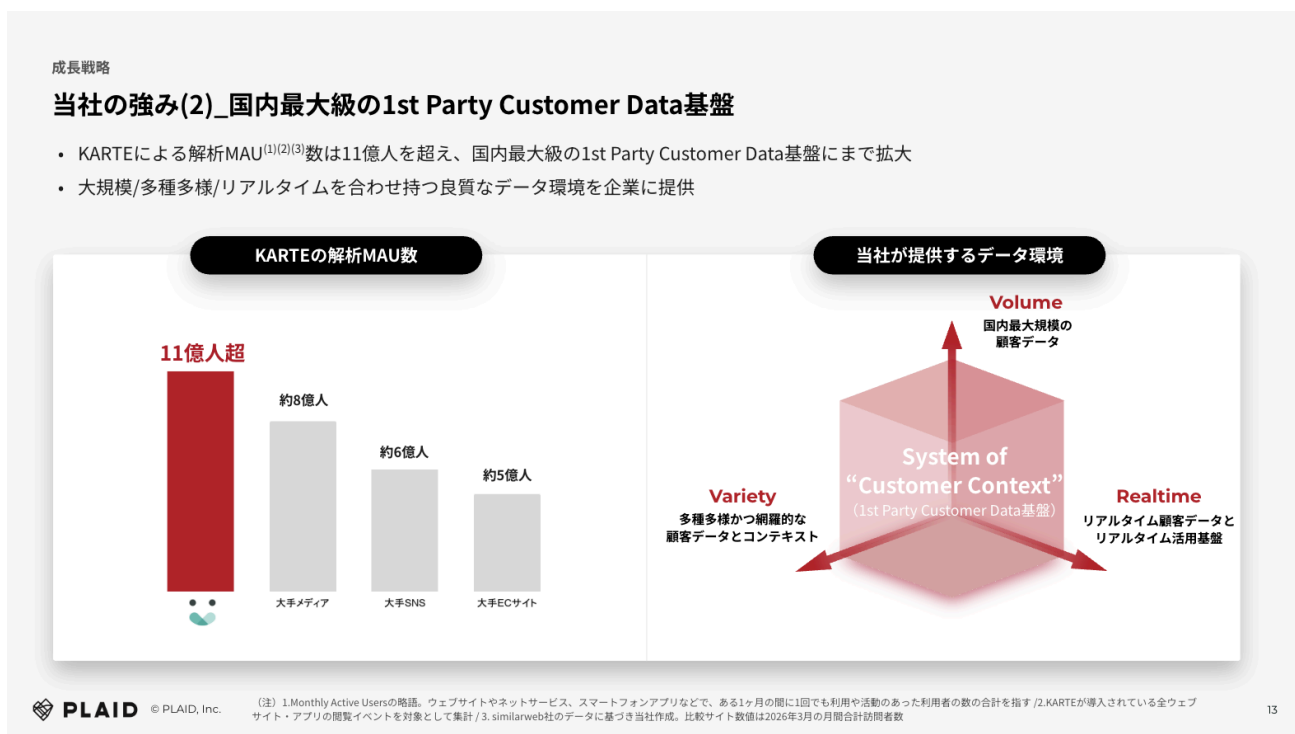 成長戦略
当社の強み(2)_国内最大級の1st Party Customer Data基盤
• KARTEによる解析MAU(1)(2)(3)数は11億人を超え、国内最大級の1st Party Customer Data基盤にまで拡大
• 大規模/多種多様/リアルタイムを合わせ持つ良質なデータ環境を企業に提供
KARTEの解析MAU数
11億人超
約8億人
約6億人
約5億人
大手メディア
大手SNS
大手ECサイト
当社が提供するデータ環境
Volume
国内最大規模の
顧客データ
System of
“Customer Context”
（1st Party Customer Data基盤）
Variety
多種多様かつ網羅的な
顧客データとコンテキスト
Realtime
リアルタイム顧客データと
リアルタイム活用基盤
PLAID
© PLAID, Inc.
（注）1.Monthly Active Usersの略語。ウェブサイトやネットサービス、スマートフォンアプリなどで、ある1ヶ月の間に1回でも利用や活動のあった利用者の数の合計を指す /2.KARTEが導入されている全ウェブ
サイト・アプリの閲覧イベントを対象として集計 / 3. similarweb社のデータに基づき当社作成。比較サイト数値は2026年3月の月間合計訪問者数
13